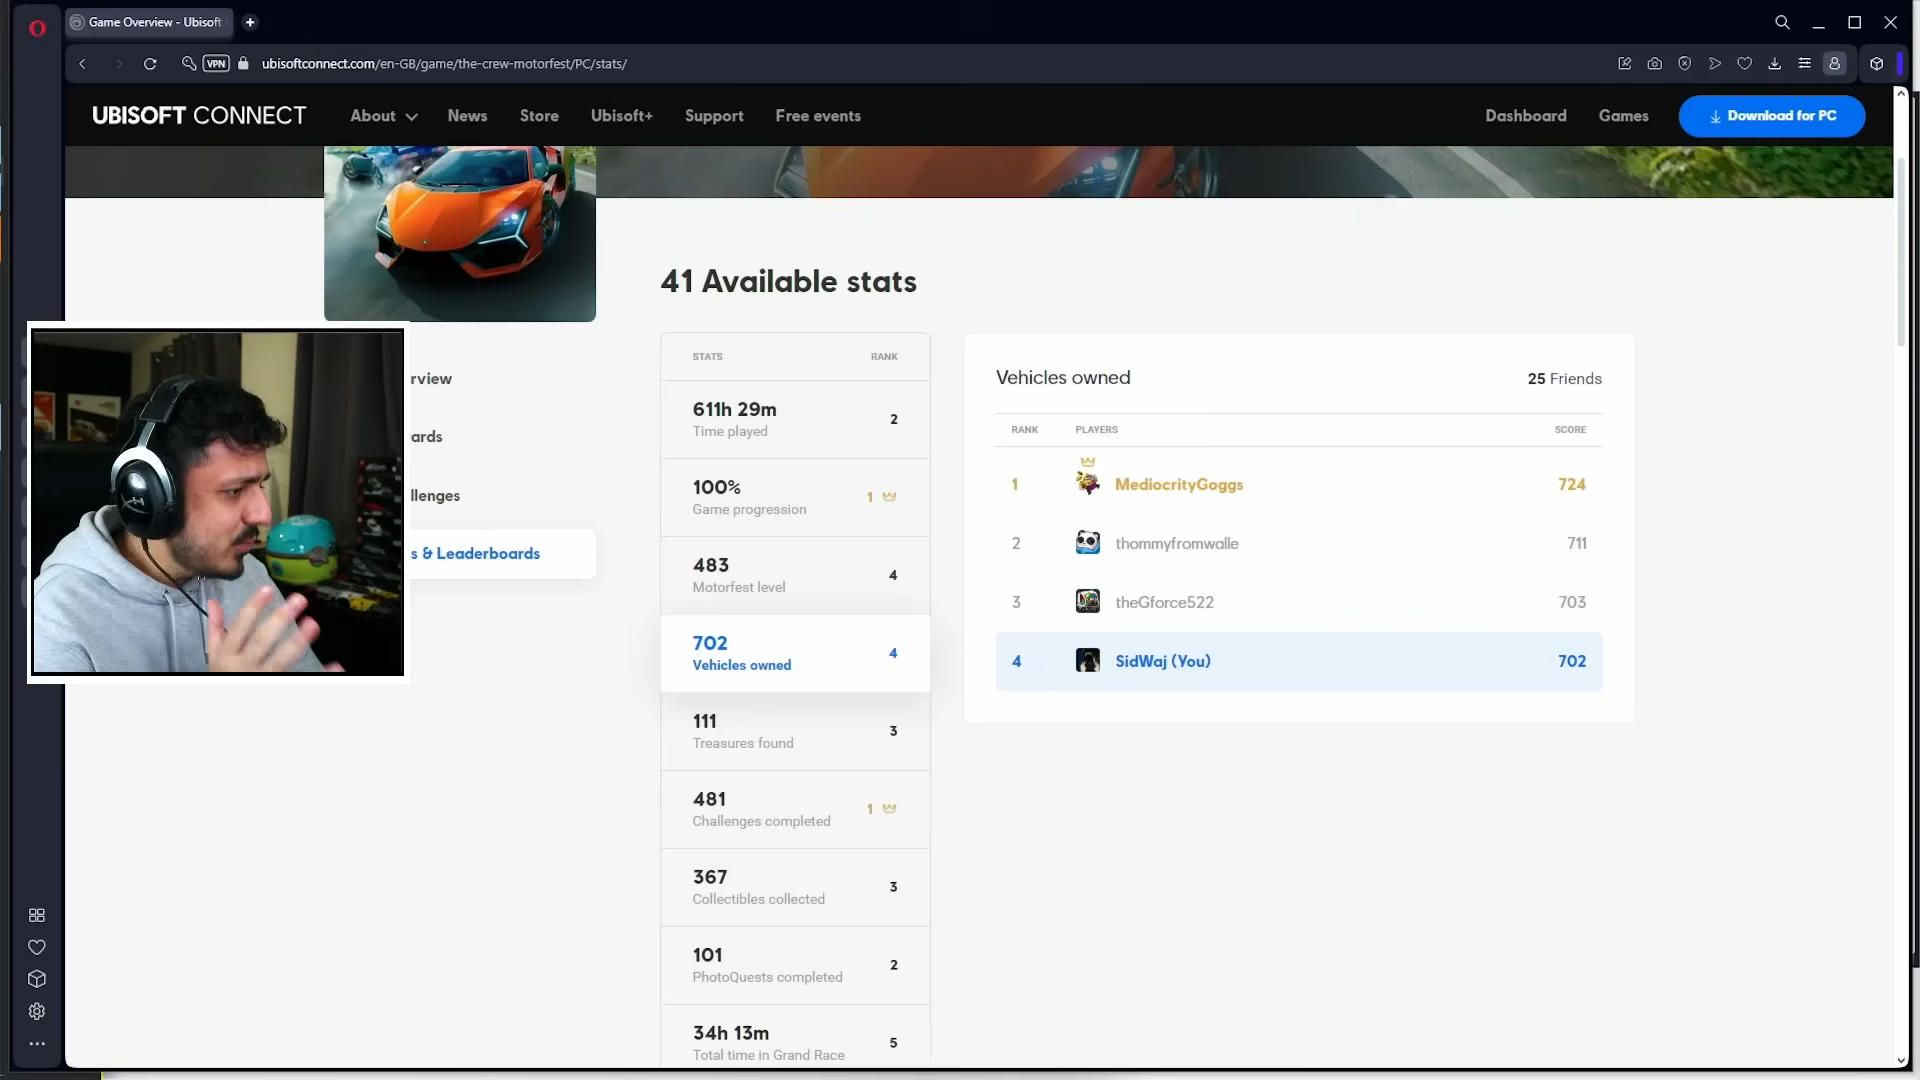 Game Overview - Ubisoft
VPN
ubisoftconnect.com/en-GB/game/the-crew-motorfest/PC/stats/
UBISOFT CONNECT
About
News
Store
Ubisoft+
Support
Free events
Dashboard
Games
Download for PC
rview
ards
llenges
s & Leaderboards
41 Available stats
STATS RANK
611h 29m
Time played
2
100%
Game progression
1
483
Motorfest level
4
702
Vehicles owned
4
111
Treasures found
3
481
Challenges completed
1
367
Collectibles collected
3
101
PhotoQuests completed
2
34h 13m
Total time in Grand Race
5
Vehicles owned
25 Friends
RANK PLAYERS SCORE
1 MediocrityGoggs 724
2 thommyfromwalle 711
3 theGforce522 703
4 SidWaj (You) 702